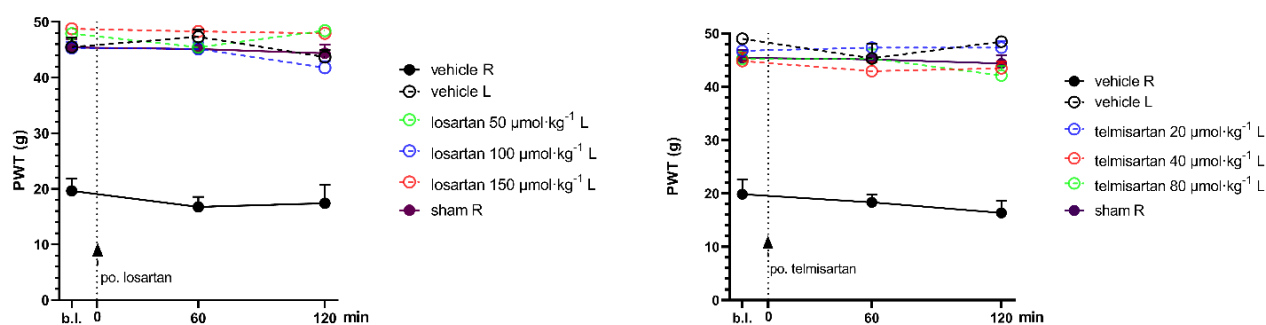 50
40
30
20
10
0
PWT (g)
po. losartan
b.l. 0 60 120 min
vehicle R
vehicle L
losartan 50 µmol·kg⁻¹ L
losartan 100 µmol·kg⁻¹ L
losartan 150 µmol·kg⁻¹ L
sham R
50
40
30
20
10
0
PWT (g)
po. telmisartan
b.l. 0 60 120 min
vehicle R
vehicle L
telmisartan 20 µmol·kg⁻¹ L
telmisartan 40 µmol·kg⁻¹ L
telmisartan 80 µmol·kg⁻¹ L
sham R